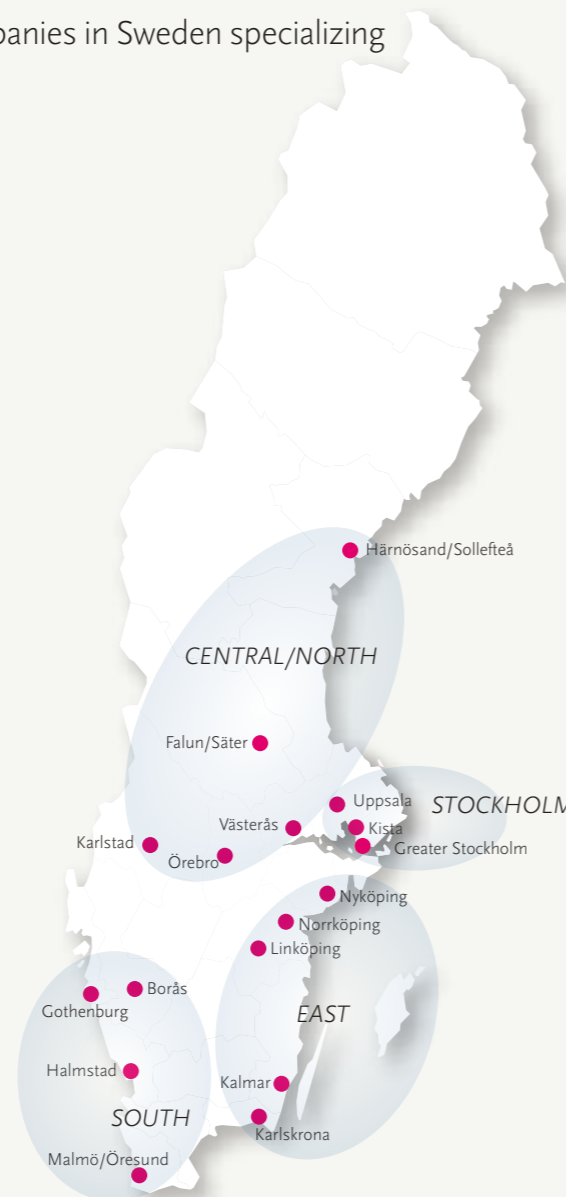 panies in Sweden specializing
Härnösand/Sollefteå
CENTRAL/NORTH
Falun/Säter
Uppsala
STOCKHOLM
Västerås
Kista
Karlstad
Greater Stockholm
Örebro
Nyköping
Norrköping
Linköping
Borås
Gothenburg
EAST
Halmstad
Kalmar
SOUTH
Karlskrona
Malmö/Öresund